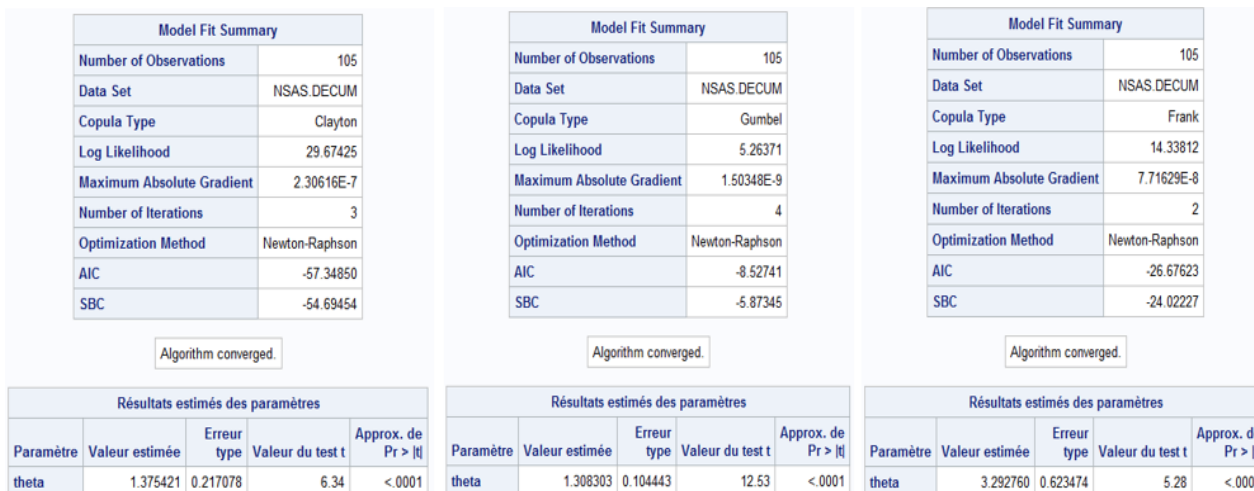 Model Fit Summary
Number of Observations 105
Data Set NSAS.DECUM
Copula Type Clayton
Log Likelihood 29.67425
Maximum Absolute Gradient 2.30616E-7
Number of Iterations 3
Optimization Method Newton-Raphson
AIC -57.34850
SBC -54.69454
Algorithm converged.
Résultats estimés des paramètres
Paramètre Valeur estimée Erreur type Valeur du test t Approx. de Pr > |t|
theta 1.375421 0.217078 6.34 <.0001
Model Fit Summary
Number of Observations 105
Data Set NSAS.DECUM
Copula Type Gumbel
Log Likelihood 5.26371
Maximum Absolute Gradient 1.50348E-9
Number of Iterations 4
Optimization Method Newton-Raphson
AIC -8.52741
SBC -5.87345
Algorithm converged.
Résultats estimés des paramètres
Paramètre Valeur estimée Erreur type Valeur du test t Approx. de Pr > |t|
theta 1.308303 0.104443 12.53 <.0001
Model Fit Summary
Number of Observations 105
Data Set NSAS.DECUM
Copula Type Frank
Log Likelihood 14.33812
Maximum Absolute Gradient 7.71629E-8
Number of Iterations 2
Optimization Method Newton-Raphson
AIC -26.67623
SBC -24.02227
Algorithm converged.
Résultats estimés des paramètres
Paramètre Valeur estimée Erreur type Valeur du test t Approx. d Pr >
theta 3.292760 0.623474 5.28 <.000